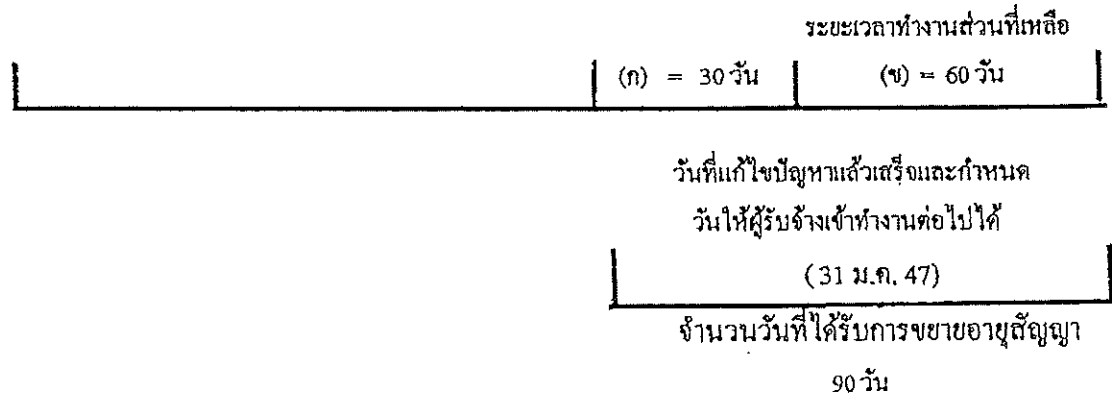 ระยะเวลาทำงานส่วนที่เหลือ
(ก) = 30 วัน (ข) = 60 วัน
วันที่แก้ไขปัญหาแล้วเสร็จและกำหนด
วันให้ผู้รับจ้างเข้าทำงานต่อไปได้
(31 ม.ค. 47)
จำนวนวันที่ได้รับการขยายอายุสัญญา
90 วัน